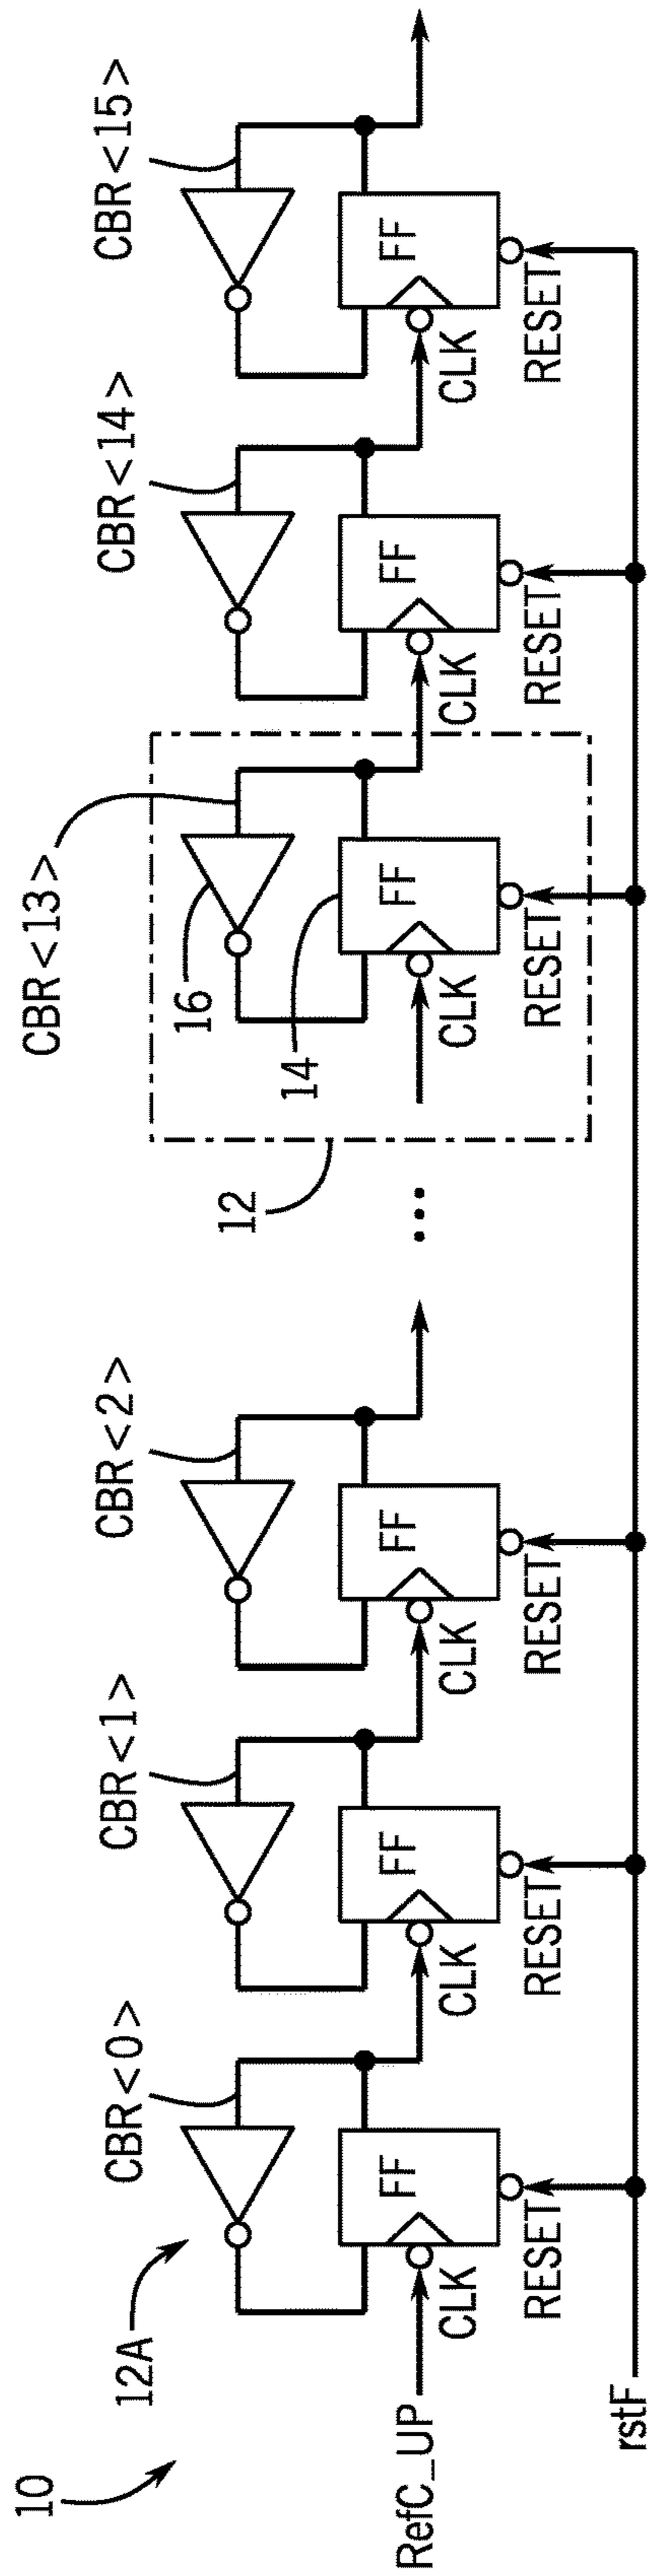 10
12A
CBR<0>
CBR<1>
CBR<2>
CBR<13>
CBR<14>
CBR<15>
16
14
12
...
FF
FF
FF
FF
FF
FF
RefC_UP
CLK
CLK
CLK
CLK
CLK
CLK
RESET
RESET
RESET
RESET
RESET
RESET
rstF